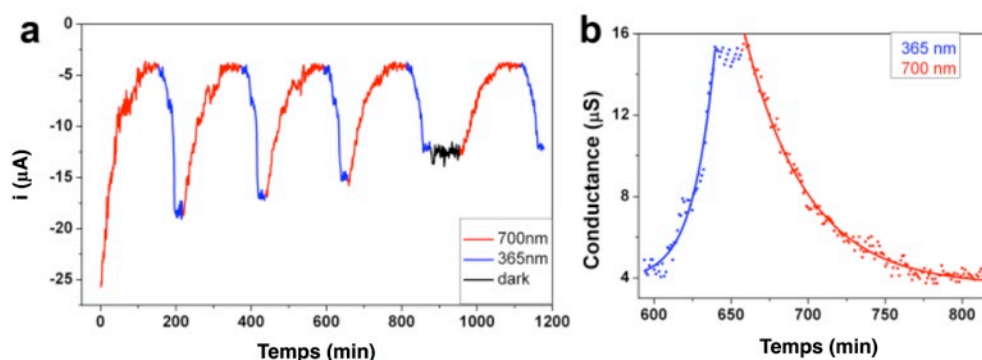 a
0
-5
-10
-15
-20
-25
i (μA)
700nm
365nm
dark
0 200 400 600 800 1000 1200
Temps (min)
b
16
12
8
4
Conductance (μS)
365 nm
700 nm
600 650 700 750 800
Temps (min)